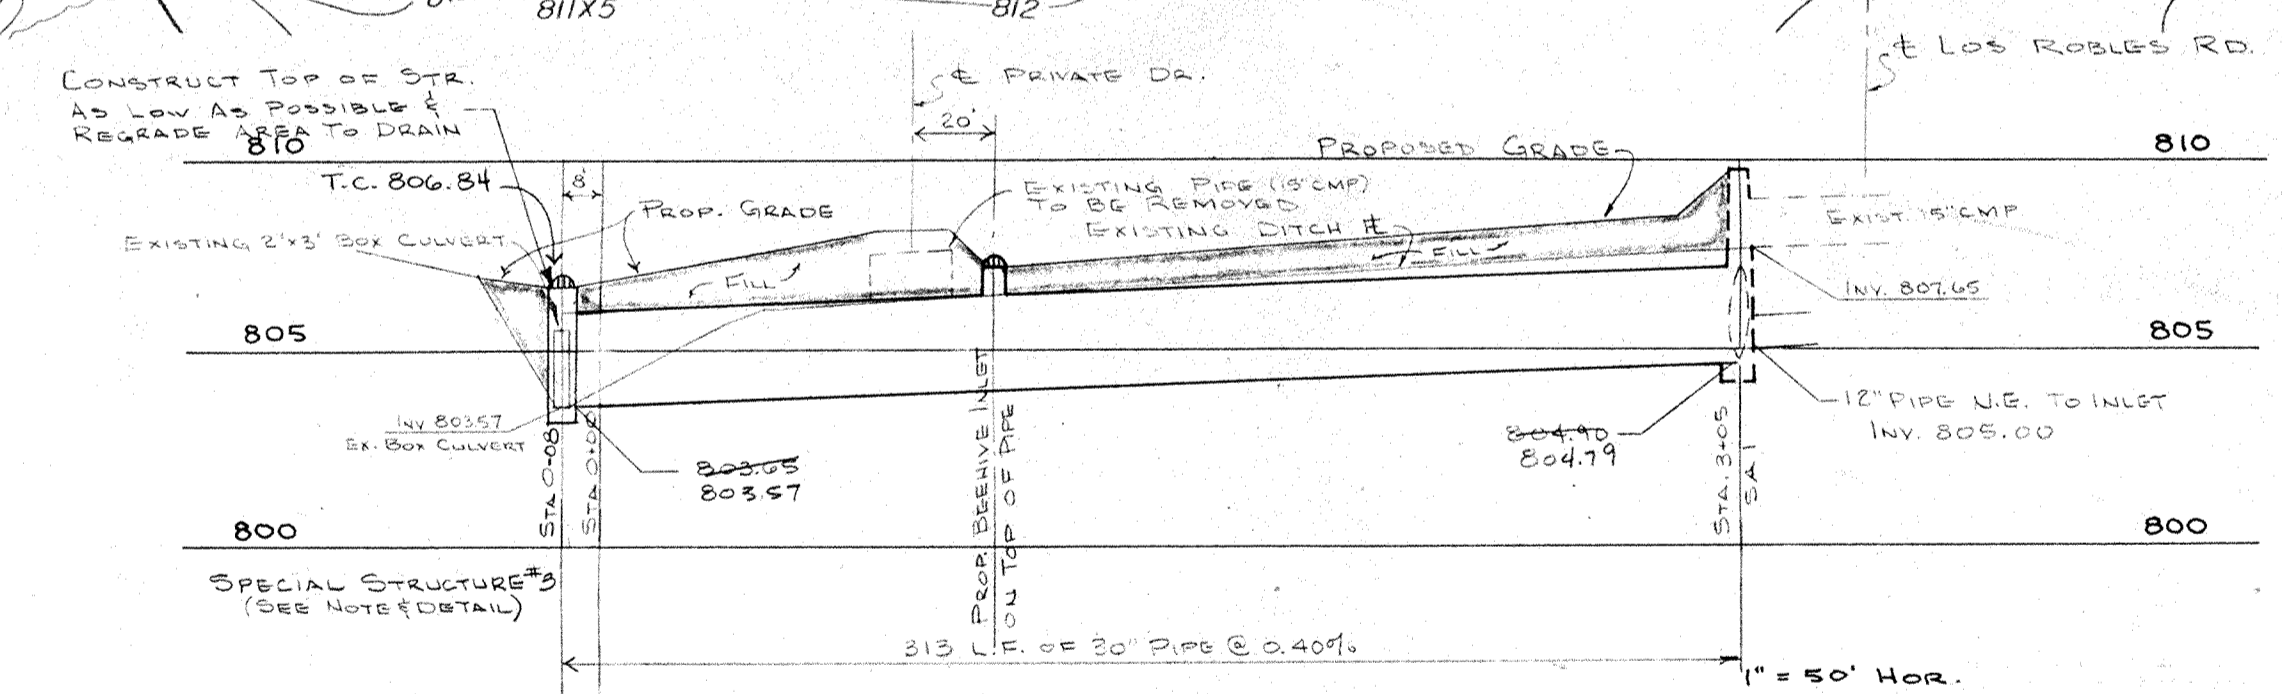 811X5
812
CONSTRUCT TOP OF STR.
AS LOW AS POSSIBLE &
REGRADE AREA TO DRAIN
℄ PRIVATE DR.
℄ LOS ROBLES RD.
20'
810
PROPOSED GRADE
810
T.C. 806.84
8'
PROP. GRADE
EXISTING PIPE (15"CMP)
TO BE REMOVED
EXISTING DITCH ℄
EXIST. 15"CMP
EXISTING 2'x3' BOX CULVERT
FILL
FILL
INV. 807.65
805
805
INV 803.57
EX. BOX CULVERT
803.65
803.57
804.90
804.79
12" PIPE N.E. TO INLET
INV. 805.00
STA 0-08
STA 0+00
PROP. BEEHIVE INLET
ON TOP OF PIPE
STA. 3+05
SA 1
800
800
SPECIAL STRUCTURE #3
(SEE NOTE & DETAIL)
313 L.F. OF 30" PIPE @ 0.40%
1" = 50' HOR.